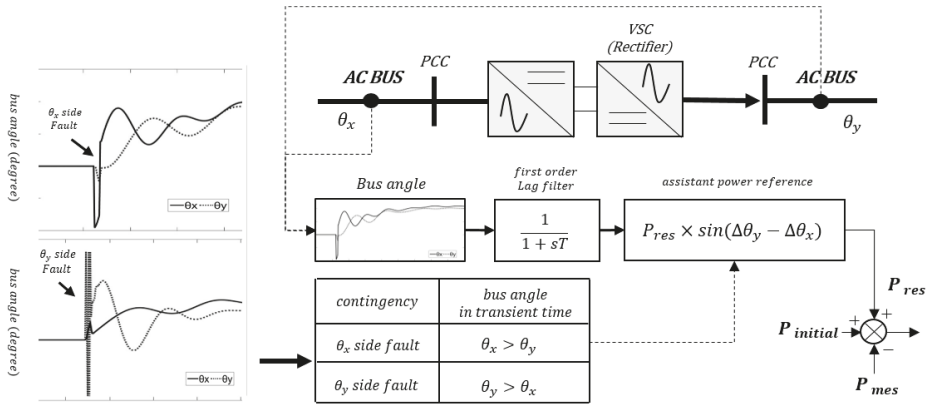 VSC
(Rectifier)
PCC
PCC
AC BUS
AC BUS
θx
θy
bus angle (degree)
θx side
Fault
θx θy
bus angle (degree)
θy side
Fault
θx θy
Bus angle
θx θy
first order
Lag filter
1
1 + sT
assistant power reference
Pres × sin(Δθy − Δθx)
contingency
bus angle
in transient time
θx side fault
θx > θy
θy side fault
θy > θx
Pres
+
Pinitial
+
−
Pmes